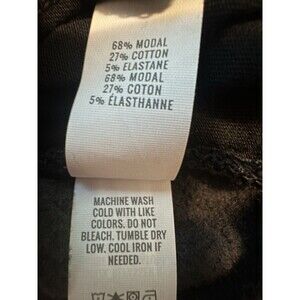 68% MODAL
27% COTTON
5% ELASTANE
68% MODAL
27% COTON
5% ÉLASTHANNE
MACHINE WASH
COLD WITH LIKE
COLORS. DO NOT
BLEACH. TUMBLE DRY
LOW. COOL IRON IF
NEEDED.